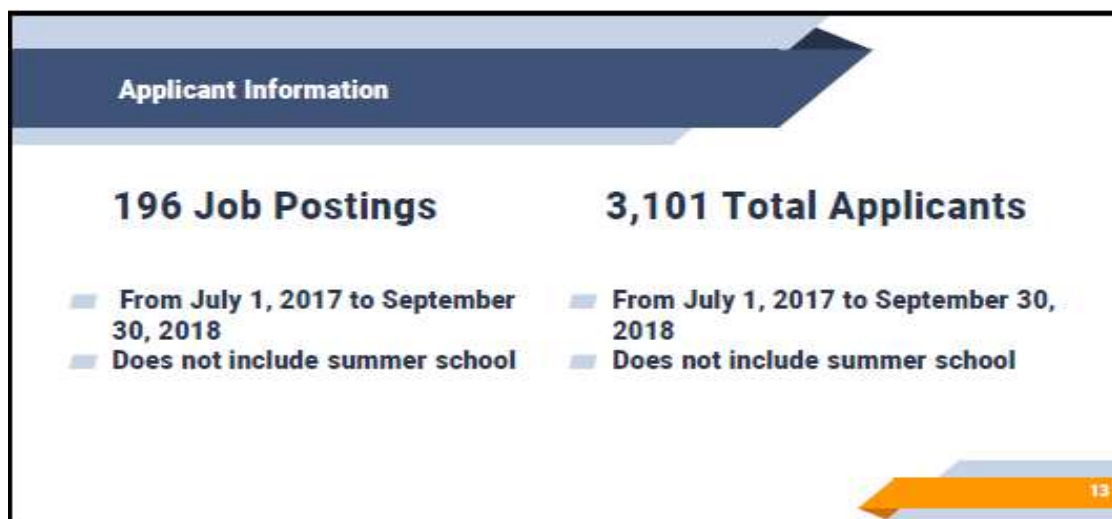 Applicant Information
196 Job Postings
From July 1, 2017 to September
30, 2018
Does not include summer school
3,101 Total Applicants
From July 1, 2017 to September 30,
2018
Does not include summer school
13